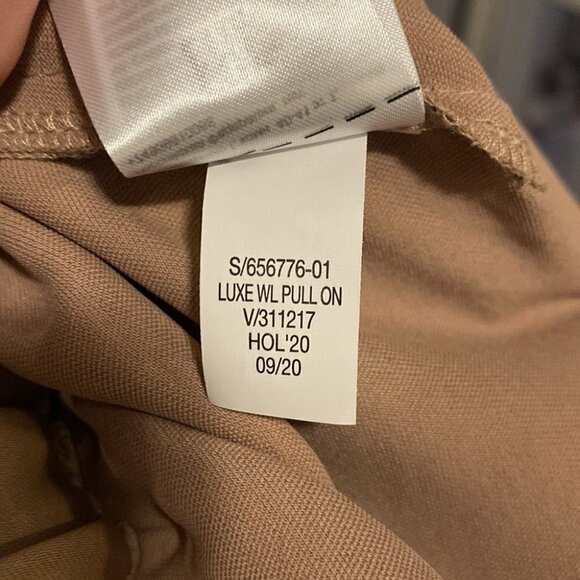 S/656776-01
LUXE WL PULL ON
V/311217
HOL'20
09/20